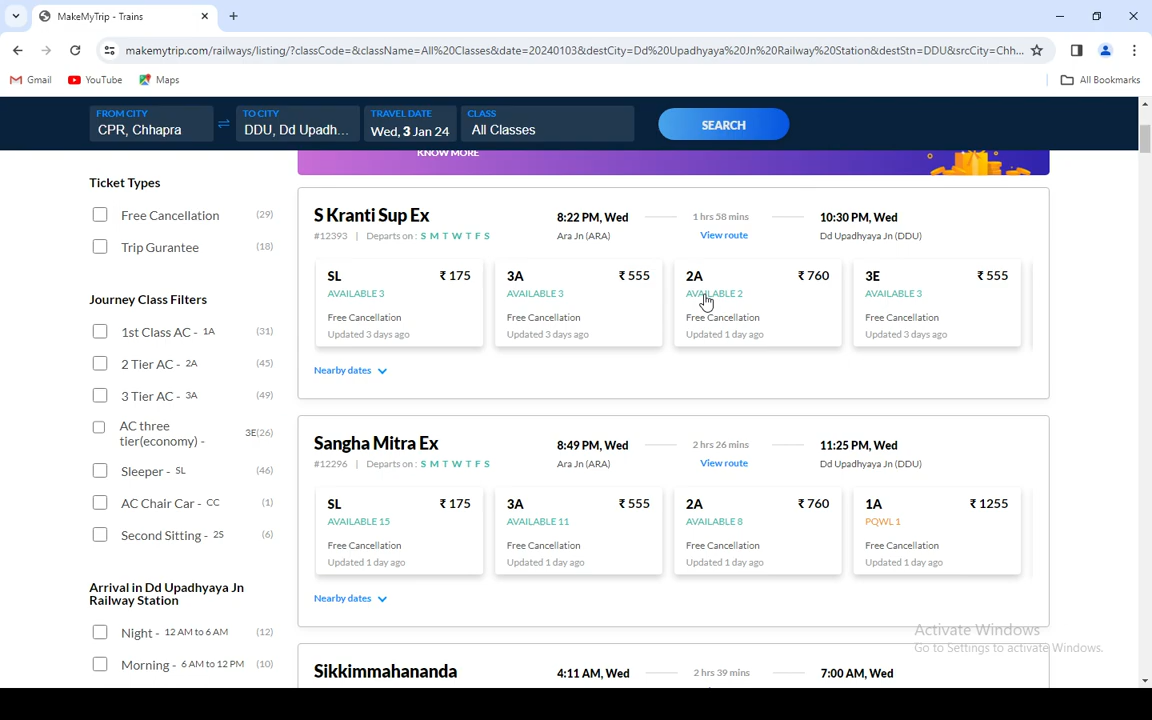 MakeMyTrip - Trains
makemytrip.com/railways/listing/?classCode=&className=All%20Classes&date=20240103&destCity=Dd%20Upadhyaya%20Jn%20Railway%20Station&destStn=DDU&srcCity=Chh...
Gmail YouTube Maps All Bookmarks
FROM CITY TO CITY TRAVEL DATE CLASS
CPR, Chhapra DDU, Dd Upadh... Wed, 3 Jan 24 All Classes SEARCH
KNOW MORE
Ticket Types
Free Cancellation (29)
Trip Gurantee (18)
Journey Class Filters
1st Class AC - 1A (31)
2 Tier AC - 2A (45)
3 Tier AC - 3A (49)
AC three
tier(economy) - 3E(26)
Sleeper - SL (46)
AC Chair Car - CC (1)
Second Sitting - 2S (6)
Arrival in Dd Upadhyaya Jn
Railway Station
Night - 12 AM to 6 AM (12)
Morning - 6 AM to 12 PM (10)
S Kranti Sup Ex 8:22 PM, Wed 1 hrs 58 mins 10:30 PM, Wed
#12393 | Departs on : S M T W T F S Ara Jn (ARA) View route Dd Upadhyaya Jn (DDU)
SL ₹ 175 3A ₹ 555 2A ₹ 760 3E ₹ 555
AVAILABLE 3 AVAILABLE 3 AVAILABLE 2 AVAILABLE 3
Free Cancellation Free Cancellation Free Cancellation Free Cancellation
Updated 3 days ago Updated 3 days ago Updated 1 day ago Updated 3 days ago
Nearby dates
Sangha Mitra Ex 8:49 PM, Wed 2 hrs 26 mins 11:25 PM, Wed
#12296 | Departs on : S M T W T F S Ara Jn (ARA) View route Dd Upadhyaya Jn (DDU)
SL ₹ 175 3A ₹ 555 2A ₹ 760 1A ₹ 1255
AVAILABLE 15 AVAILABLE 11 AVAILABLE 8 PQWL 1
Free Cancellation Free Cancellation Free Cancellation Free Cancellation
Updated 1 day ago Updated 1 day ago Updated 1 day ago Updated 1 day ago
Nearby dates
Activate Windows
Go to Settings to activate Windows.
Sikkimmahananda 4:11 AM, Wed 2 hrs 39 mins 7:00 AM, Wed